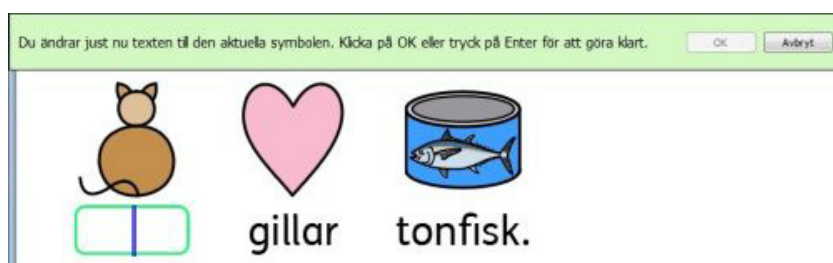 Du ändrar just nu texten till den aktuella symbolen. Klicka på OK eller tryck på Enter för att göra klart. OK Avbryt
gillar tonfisk.